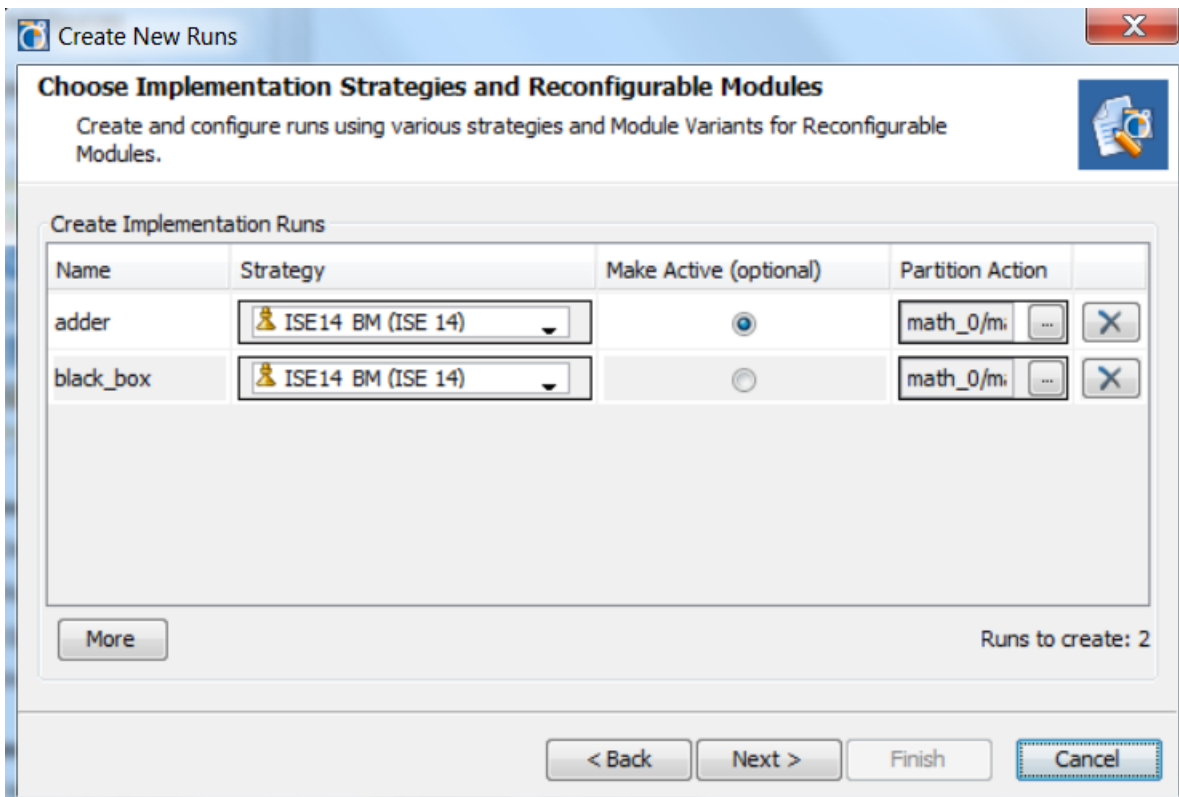 Create New Runs
Choose Implementation Strategies and Reconfigurable Modules
Create and configure runs using various strategies and Module Variants for Reconfigurable
Modules.
Create Implementation Runs
Name Strategy Make Active (optional) Partition Action
adder ISE14 BM (ISE 14) math_0/ma ...
black_box ISE14 BM (ISE 14) math_0/ma ...
More Runs to create: 2
< Back Next > Finish Cancel